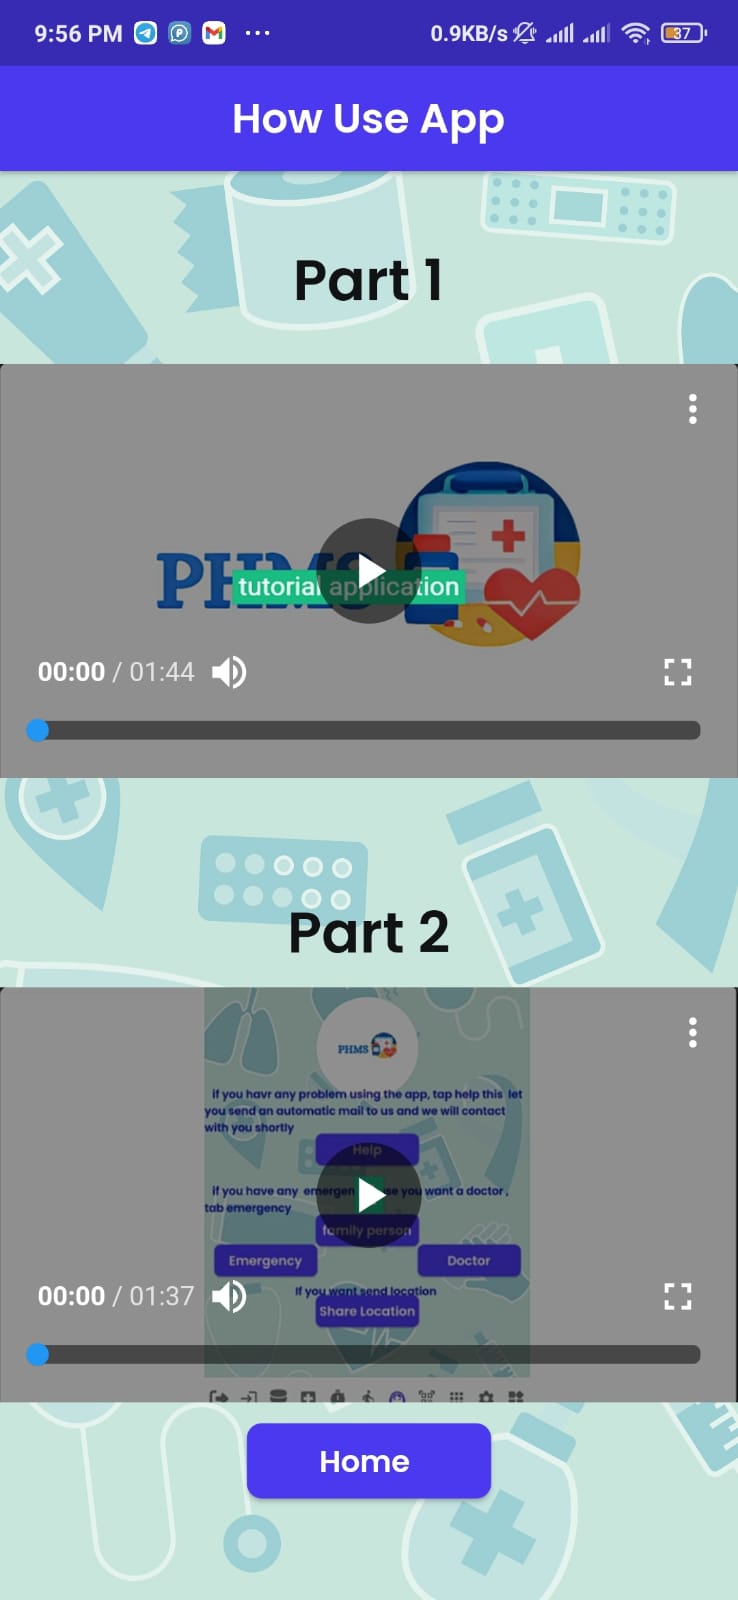 9:56 PM
0.9KB/s
37
How Use App
Part 1
PHMS
tutorial application
00:00 / 01:44
Part 2
PHMS
if you havr any problem using the app, tap help this let
you send an automatic mail to us and we will contact
with you shortly
Help
if you have any emergen use you want a doctor,
tab emergency
family person
Emergency
Doctor
If you want send location
Share Location
00:00 / 01:37
Home